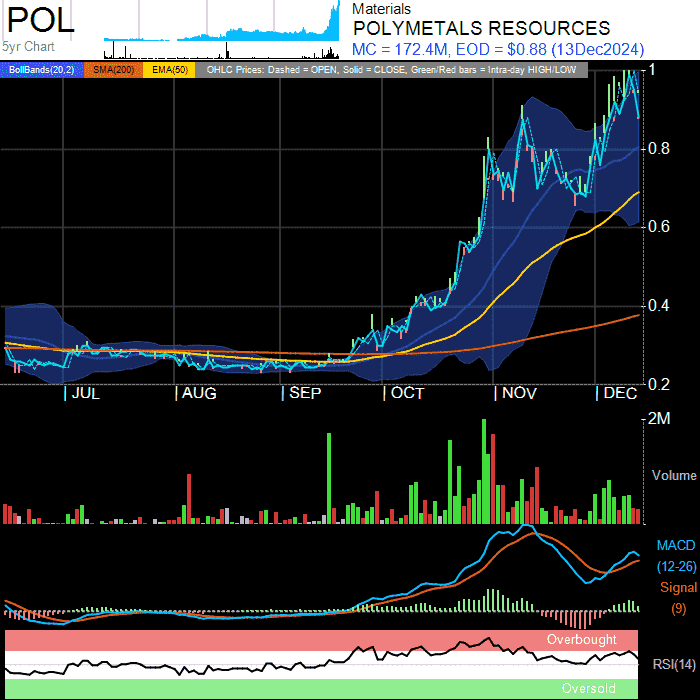 POL
5yr Chart
Materials
POLYMETALS RESOURCES
MC = 172.4M, EOD = $0.88 (13Dec2024)
BollBands(20,2) SMA(200) EMA(50) OHLC Prices: Dashed = OPEN, Solid = CLOSE, Green/Red bars = Intra-day HIGH/LOW
1
0.8
0.6
0.4
0.2
JUL AUG SEP OCT NOV DEC
2M
Volume
MACD
(12-26)
Signal
(9)
Overbought
RSI(14)
Oversold